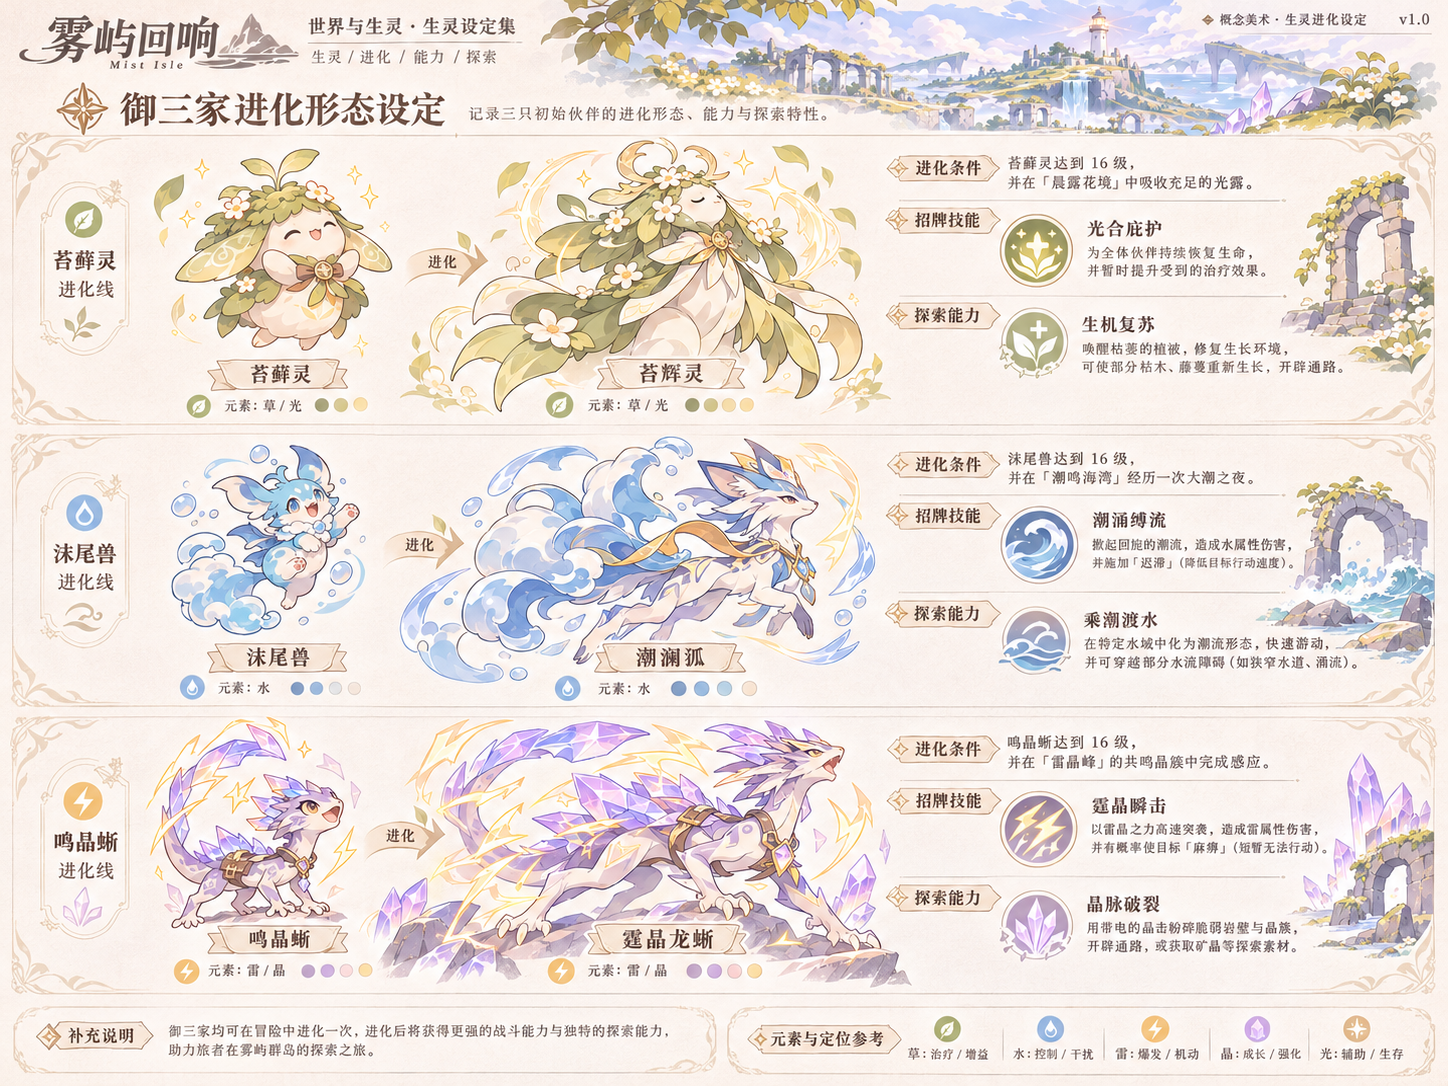 雾屿回响
Mist Isle
世界与生灵·生灵设定集
生灵 / 进化 / 能力 / 探索
概念美术·生灵进化设定 v1.0
御三家进化形态设定
记录三只初始伙伴的进化形态、能力与探索特性。
苔藓灵
进化线
苔藓灵
元素：草 / 光
进化
苔辉灵
元素：草 / 光
进化条件
苔藓灵达到 16 级，
并在「晨露花境」中吸收充足的光露。
招牌技能
光合庇护
为全体伙伴持续恢复生命，
并暂时提升受到的治疗效果。
探索能力
生机复苏
唤醒枯萎的植被，修复生长环境，
可使部分枯木、藤蔓重新生长，开辟通路。
沫尾兽
进化线
沫尾兽
元素：水
进化
潮澜狐
元素：水
进化条件
沫尾兽达到 16 级，
并在「潮鸣海湾」经历一次大潮之夜。
招牌技能
潮涌缚流
掀起回旋的潮流，造成水属性伤害，
并施加「迟滞」（降低目标行动速度）。
探索能力
乘潮渡水
在特定水域中化为潮流形态，快速游动，
并可穿越部分水流障碍（如狭窄水道、涌流）。
鸣晶蜥
进化线
鸣晶蜥
元素：雷 / 晶
进化
霆晶龙蜥
元素：雷 / 晶
进化条件
鸣晶蜥达到 16 级，
并在「雷晶峰」的共鸣晶簇中完成感应。
招牌技能
霆晶瞬击
以雷晶之力高速突袭，造成雷属性伤害，
并有概率使目标「麻痹」（短暂无法行动）。
探索能力
晶脉破裂
用带电的晶击粉碎脆弱岩壁与晶簇，
开辟通路，或获取矿晶等探索素材。
补充说明
御三家均可在冒险中进化一次，进化后将获得更强的战斗能力与独特的探索能力，
助力旅者在雾屿群岛的探索之旅。
元素与定位参考
草：治疗 / 增益
水：控制 / 干扰
雷：爆发 / 机动
晶：成长 / 强化
光：辅助 / 生存